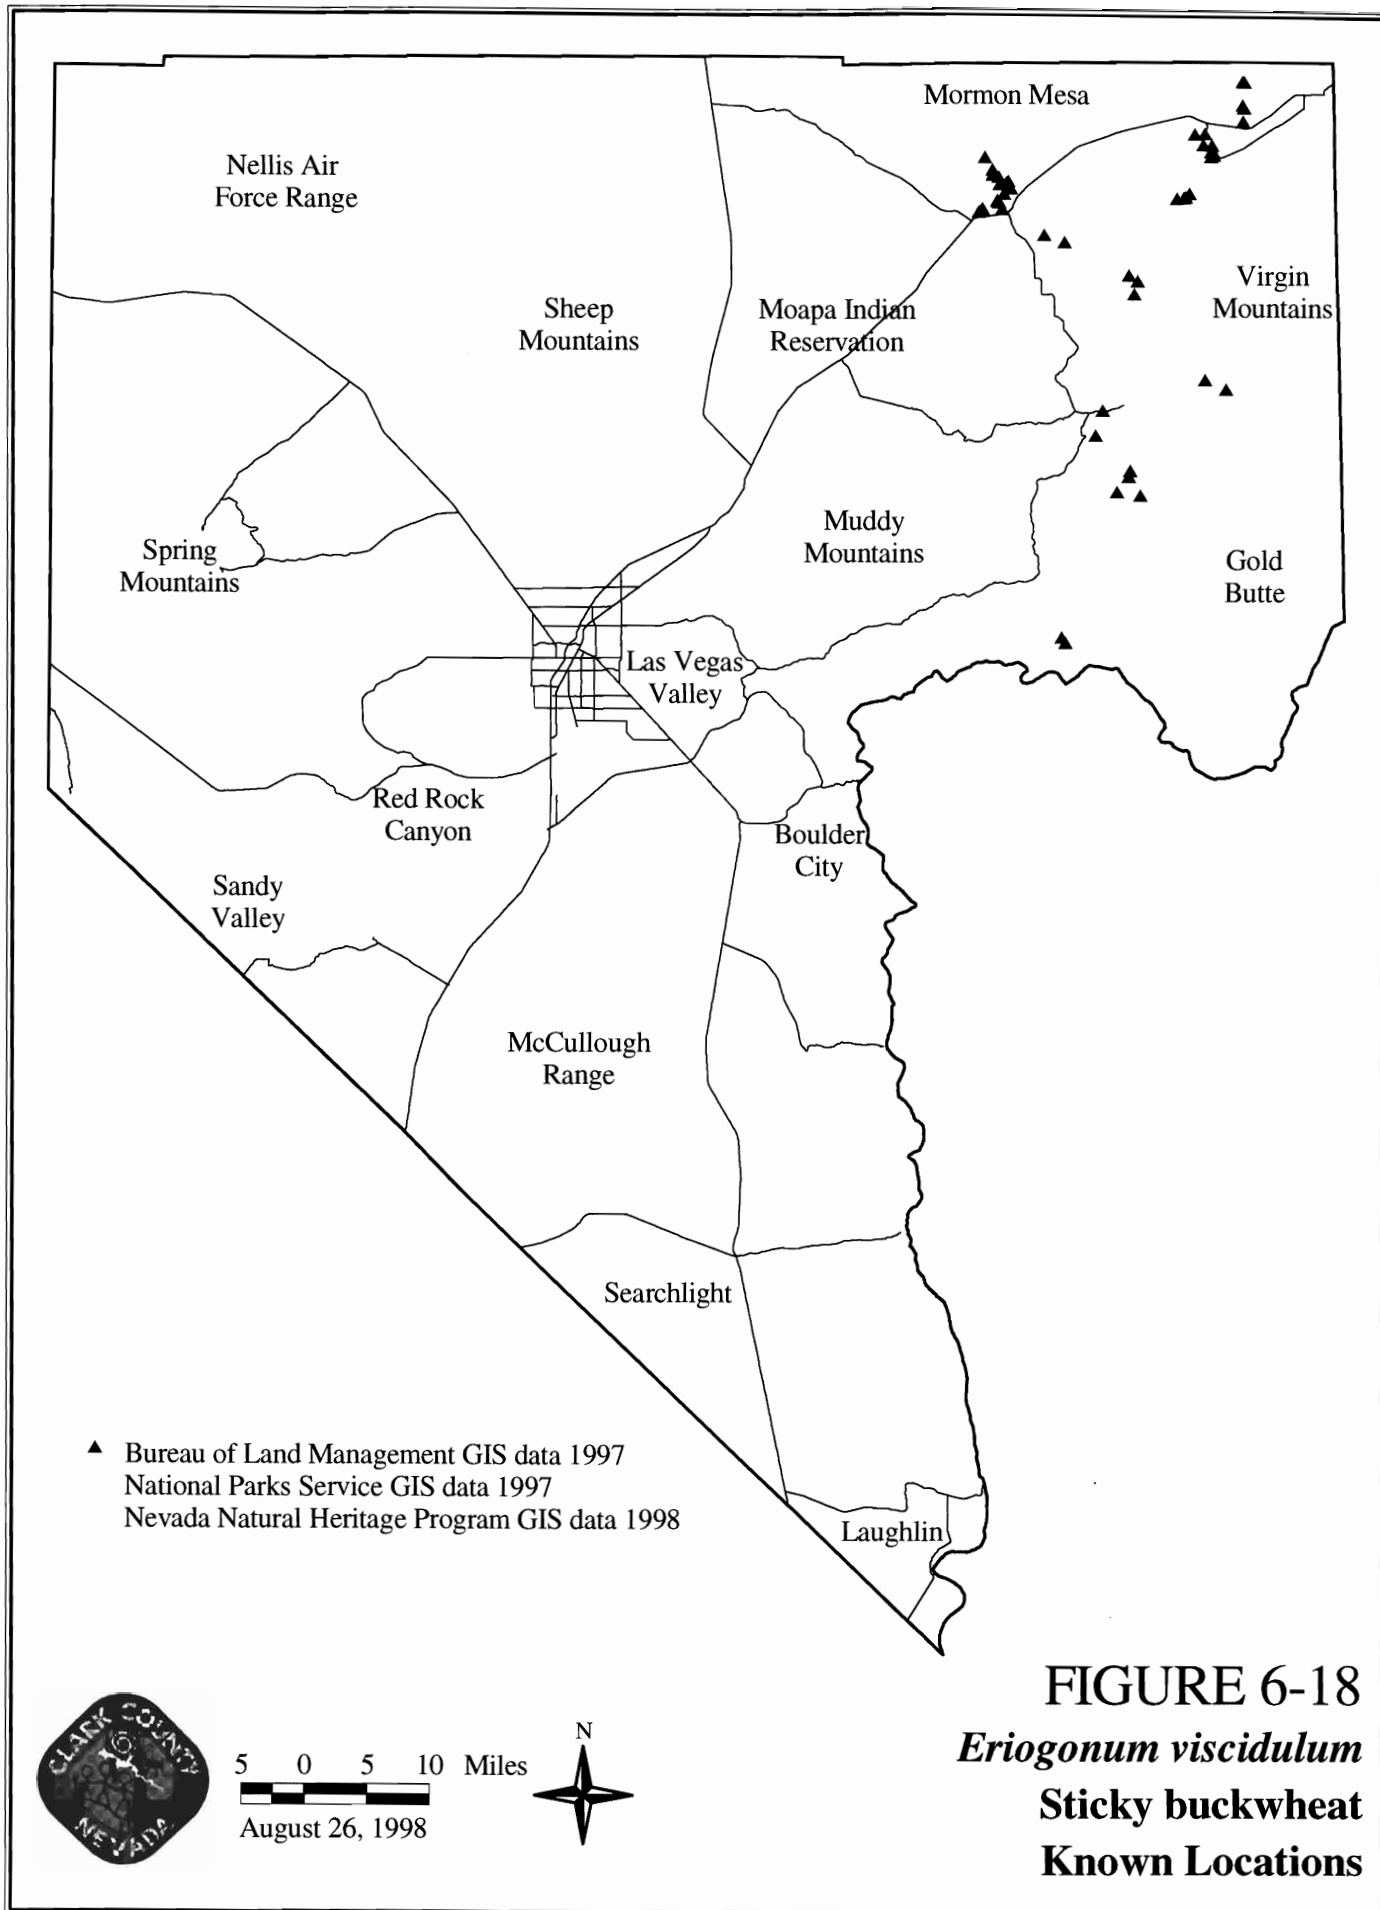 Mormon Mesa
Nellis Air
Force Range
Virgin
Mountains
Sheep
Mountains
Moapa Indian
Reservation
Muddy
Mountains
Spring
Mountains
Gold
Butte
Las Vegas
Valley
Red Rock
Canyon
Boulder
City
Sandy
Valley
McCullough
Range
Searchlight
Bureau of Land Management GIS data 1997
National Parks Service GIS data 1997
Nevada Natural Heritage Program GIS data 1998
Laughlin
FIGURE 6-18
Eriogonum viscidulum
Sticky buckwheat
Known Locations
CLARK COUNTY
NEVADA
5 0 5 10 Miles
August 26, 1998
N